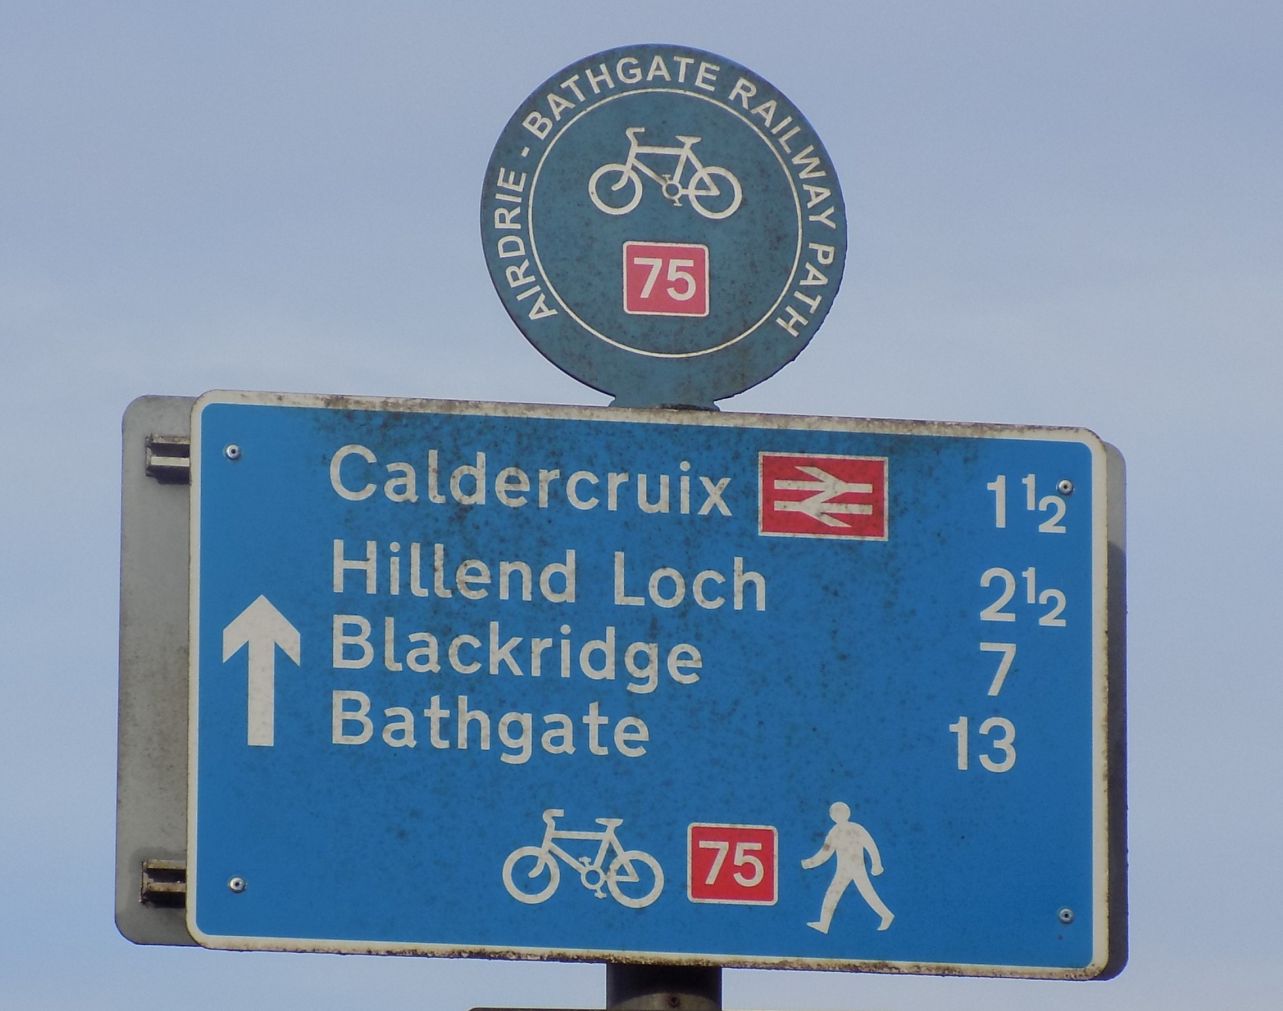 AIRDRIE - BATHGATE RAILWAY PATH
75
Caldercruix 1½
Hillend Loch 2½
Blackridge 7
Bathgate 13
75